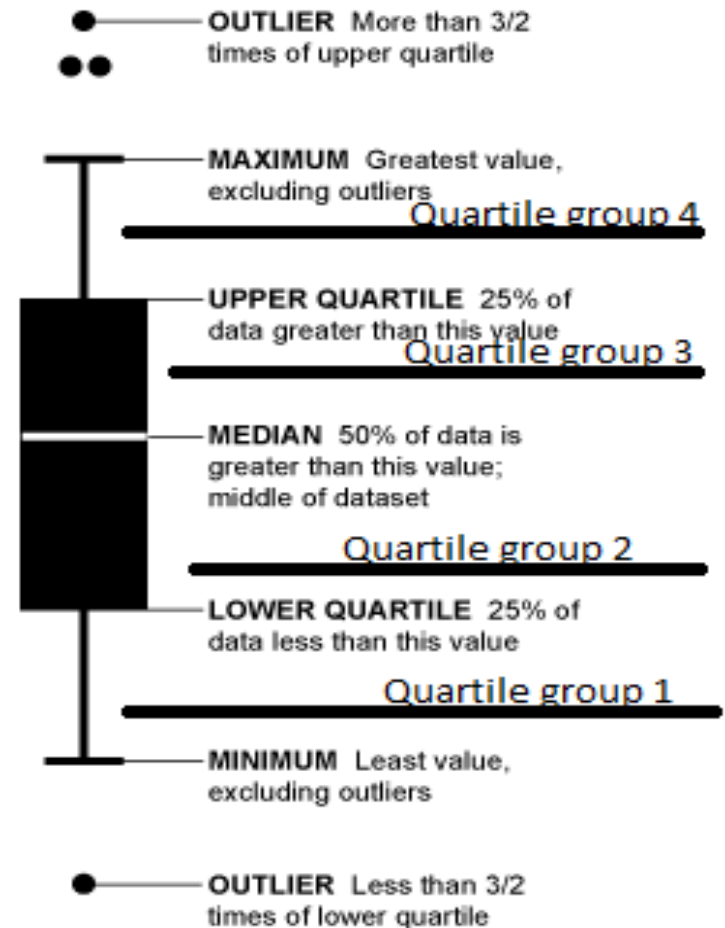 OUTLIER More than 3/2
times of upper quartile
MAXIMUM Greatest value,
excluding outliers
Quartile group 4
UPPER QUARTILE 25% of
data greater than this value
Quartile group 3
MEDIAN 50% of data is
greater than this value;
middle of dataset
Quartile group 2
LOWER QUARTILE 25% of
data less than this value
Quartile group 1
MINIMUM Least value,
excluding outliers
OUTLIER Less than 3/2
times of lower quartile